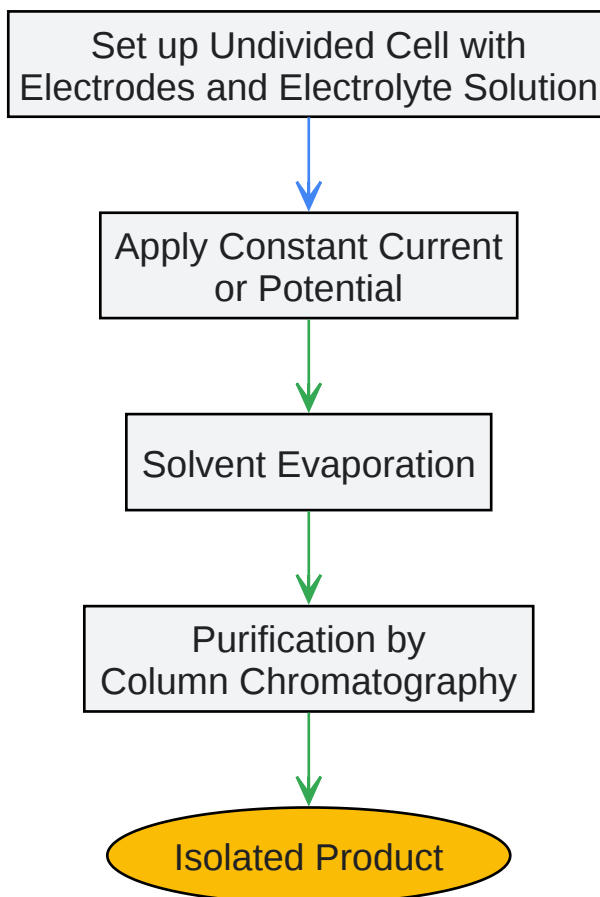 Set up Undivided Cell with
Electrodes and Electrolyte Solution
Apply Constant Current
or Potential
Solvent Evaporation
Purification by
Column Chromatography
Isolated Product